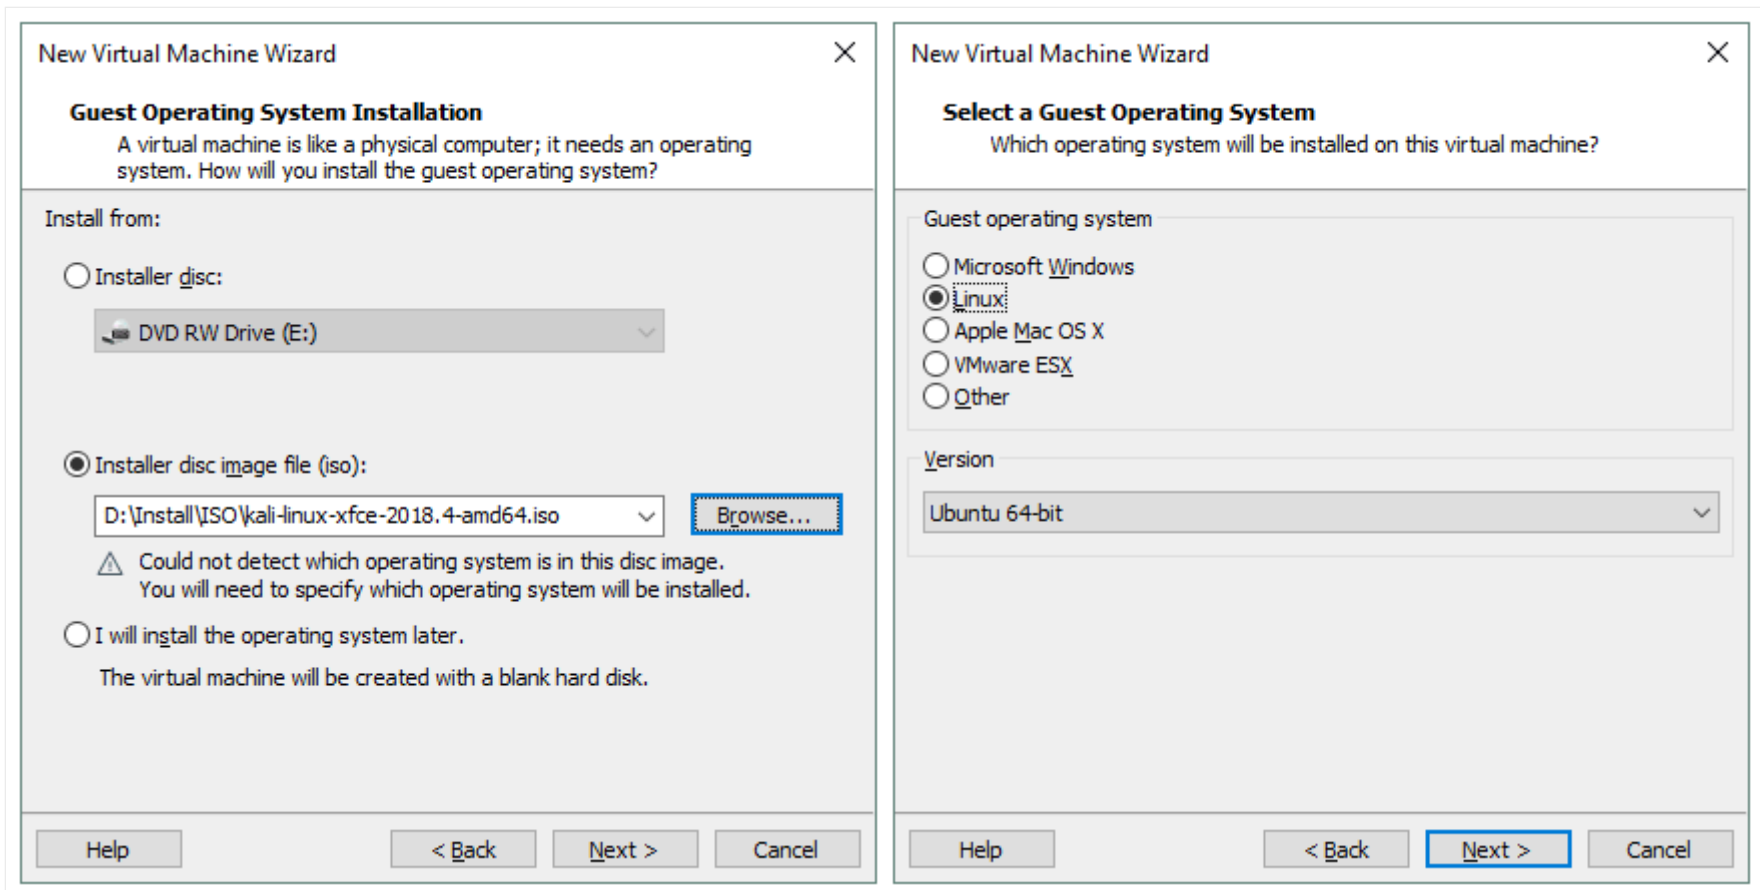 New Virtual Machine Wizard
Guest Operating System Installation
A virtual machine is like a physical computer; it needs an operating
system. How will you install the guest operating system?
Install from:
Installer disc:
DVD RW Drive (E:)
Installer disc image file (iso):
D:\Install\ISO\kali-linux-xfce-2018.4-amd64.iso
Browse...
Could not detect which operating system is in this disc image.
You will need to specify which operating system will be installed.
I will install the operating system later.
The virtual machine will be created with a blank hard disk.
Help
< Back
Next >
Cancel
New Virtual Machine Wizard
Select a Guest Operating System
Which operating system will be installed on this virtual machine?
Guest operating system
Microsoft Windows
Linux
Apple Mac OS X
VMware ESX
Other
Version
Ubuntu 64-bit
Help
< Back
Next >
Cancel